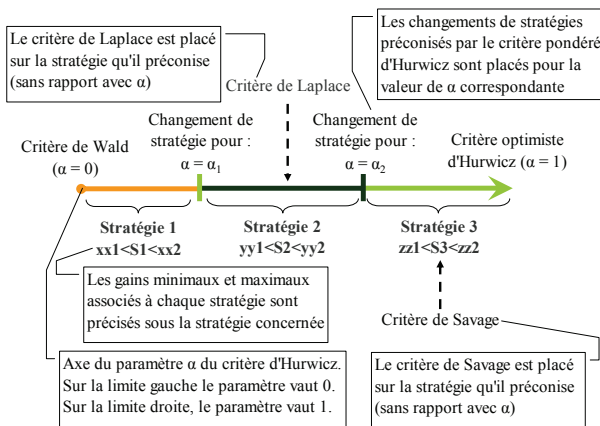 Le critère de Laplace est placé
sur la stratégie qu'il préconise
(sans rapport avec α)
Les changements de stratégies
préconisés par le critère pondéré
d'Hurwicz sont placés pour la
valeur de α correspondante
Critère de Laplace
Critère de Wald
(α = 0)
Changement de
stratégie pour :
α = α1
Changement de
stratégie pour :
α = α2
Critère optimiste
d'Hurwicz (α = 1)
Stratégie 1
xx1<S1<xx2
Stratégie 2
yy1<S2<yy2
Stratégie 3
zz1<S3<zz2
Les gains minimaux et maximaux
associés à chaque stratégie sont
précisés sous la stratégie concernée
Critère de Savage
Axe du paramètre α du critère d'Hurwicz.
Sur la limite gauche le paramètre vaut 0.
Sur la limite droite, le paramètre vaut 1.
Le critère de Savage est placé
sur la stratégie qu'il préconise
(sans rapport avec α)